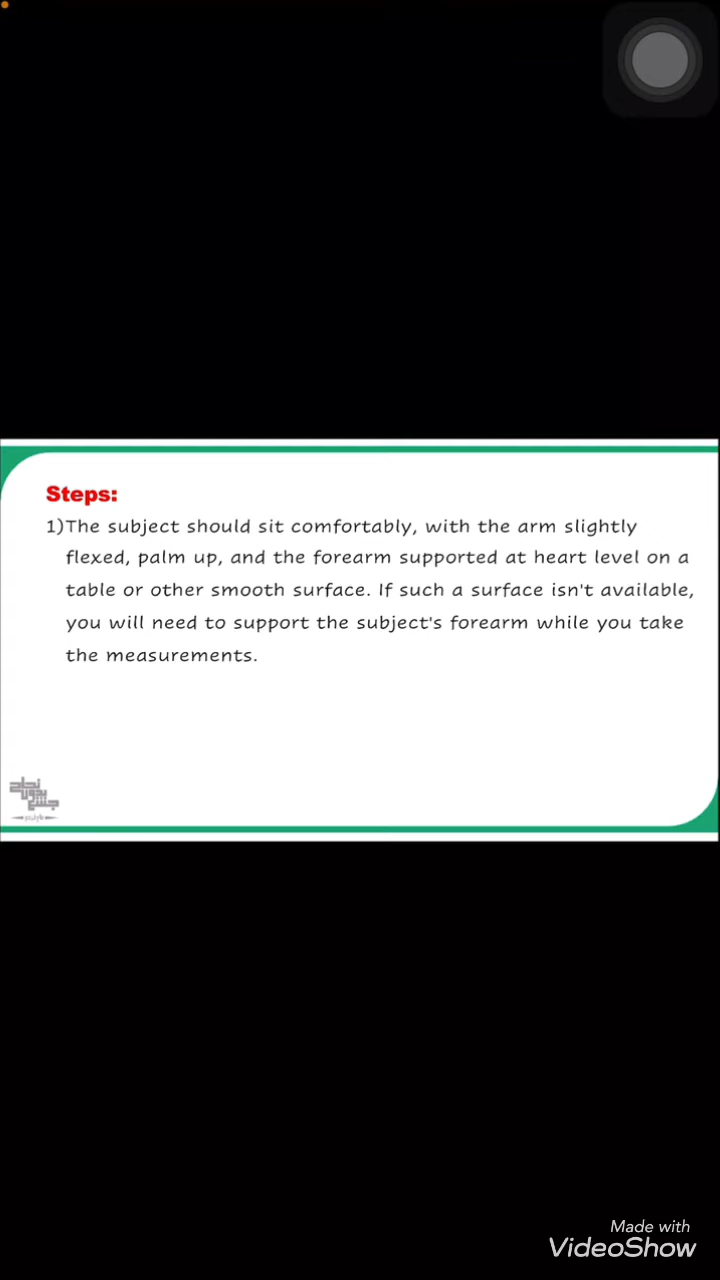 Steps:
1)The subject should sit comfortably, with the arm slightly
flexed, palm up, and the forearm supported at heart level on a
table or other smooth surface. If such a surface isn't available,
you will need to support the subject's forearm while you take
the measurements.
Made with
VideoShow